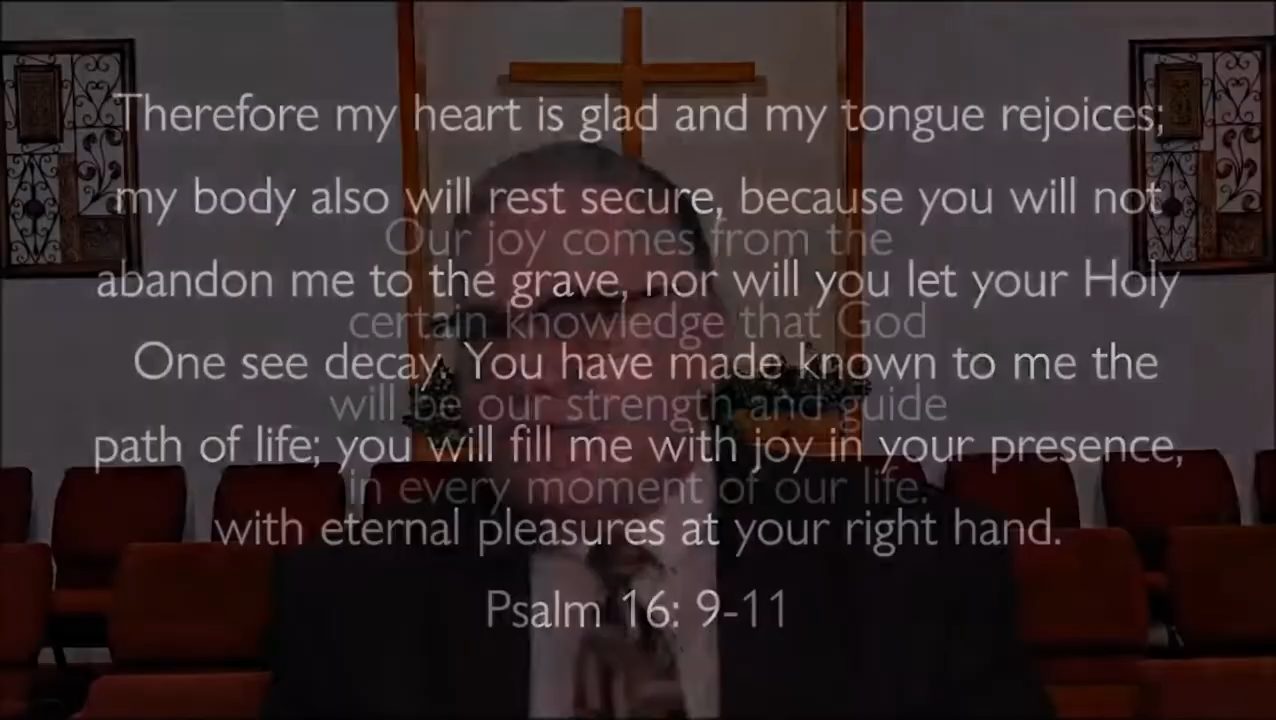 Therefore my heart is glad and my tongue rejoices;
my body also will rest secure, because you will not
abandon me to the grave, nor will you let your Holy
One see decay. You have made known to me the
path of life; you will fill me with joy in your presence,
with eternal pleasures at your right hand.
Psalm 16: 9-11
Our joy comes from the
certain knowledge that God
will be our strength and guide
in every moment of our life.